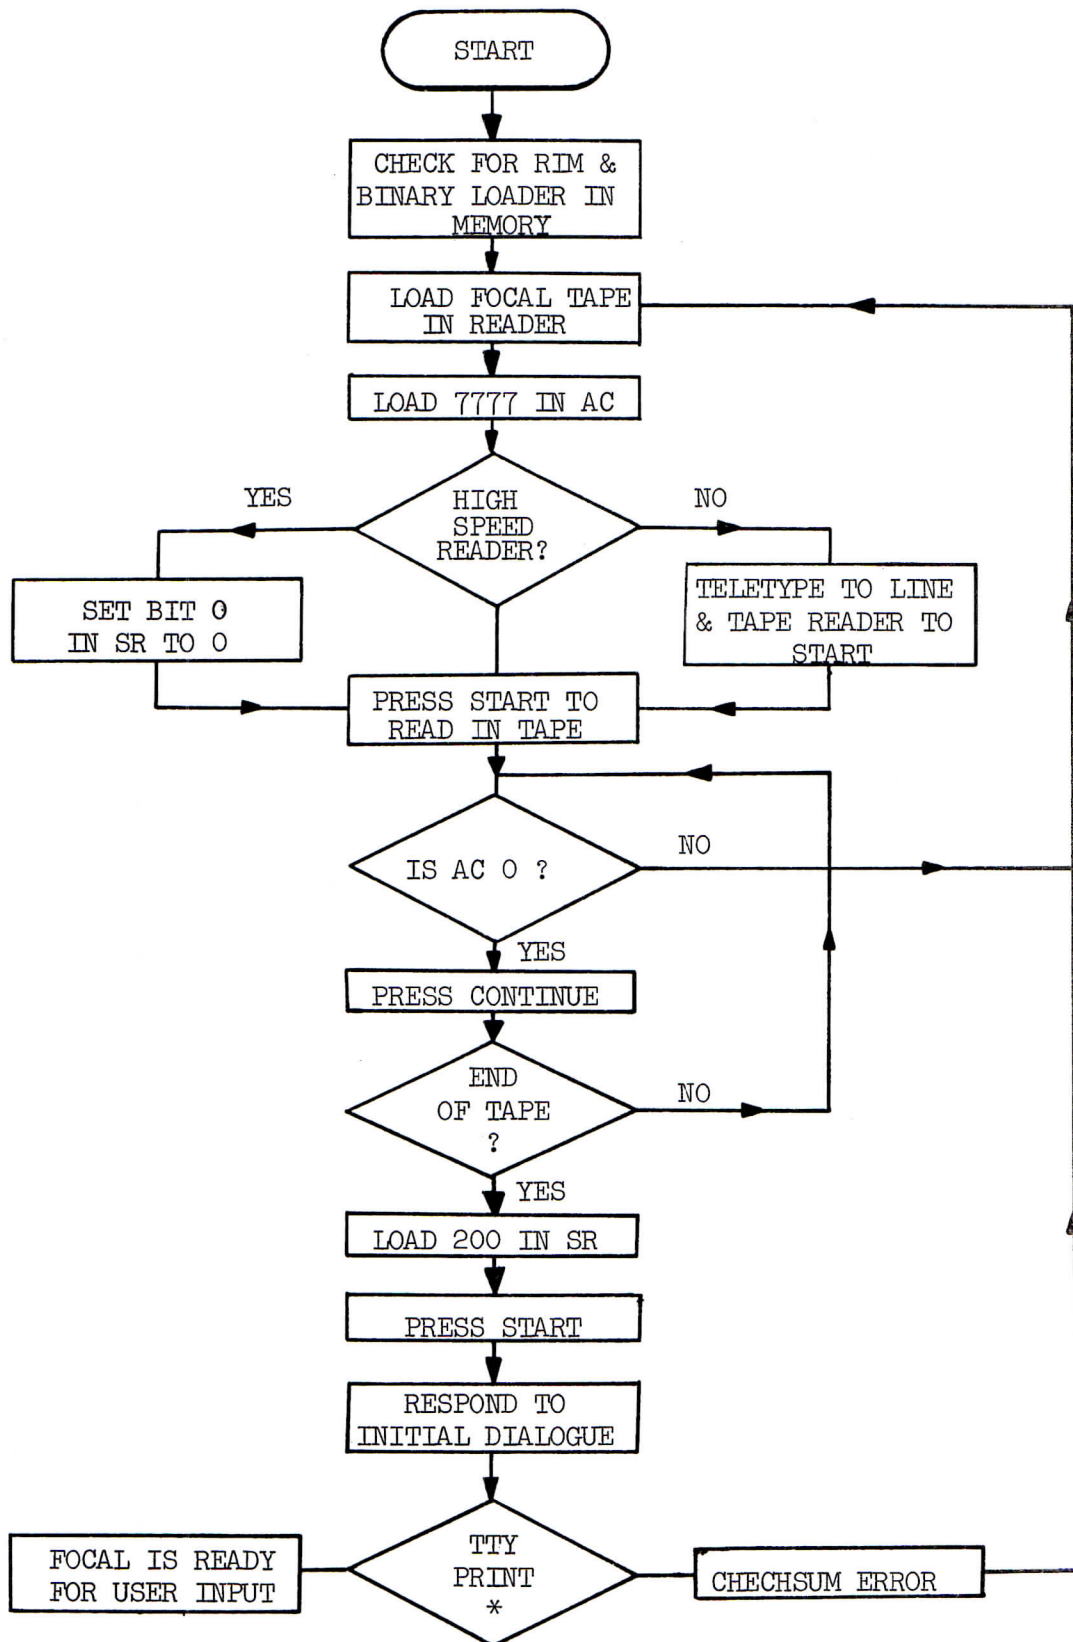 START
CHECK FOR RIM &
BINARY LOADER IN
MEMORY
LOAD FOCAL TAPE
IN READER
LOAD 7777 IN AC
HIGH
SPEED
READER?
YES
NO
SET BIT 0
IN SR TO 0
TELETYPE TO LINE
& TAPE READER TO
START
PRESS START TO
READ IN TAPE
IS AC 0 ?
NO
YES
PRESS CONTINUE
END
OF TAPE
?
NO
YES
LOAD 200 IN SR
PRESS START
RESPOND TO
INITIAL DIALOGUE
TTY
PRINT
*
FOCAL IS READY
FOR USER INPUT
CHECHSUM ERROR